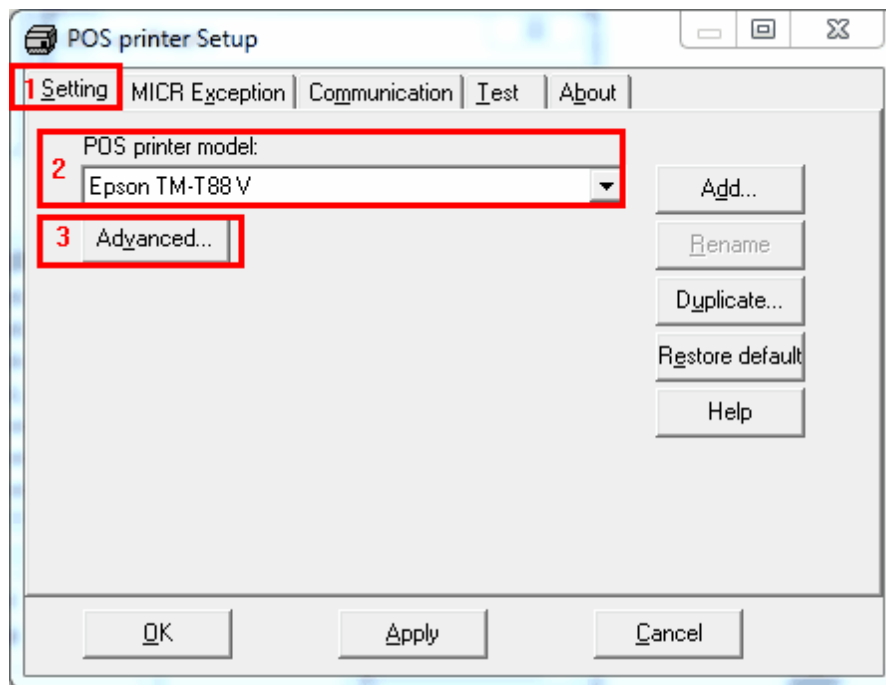 POS printer Setup
1 Setting MICR Exception Communication Test About
POS printer model:
2
Epson TM-T88 V
Add...
3 Advanced...
Rename
Duplicate...
Restore default
Help
OK Apply Cancel